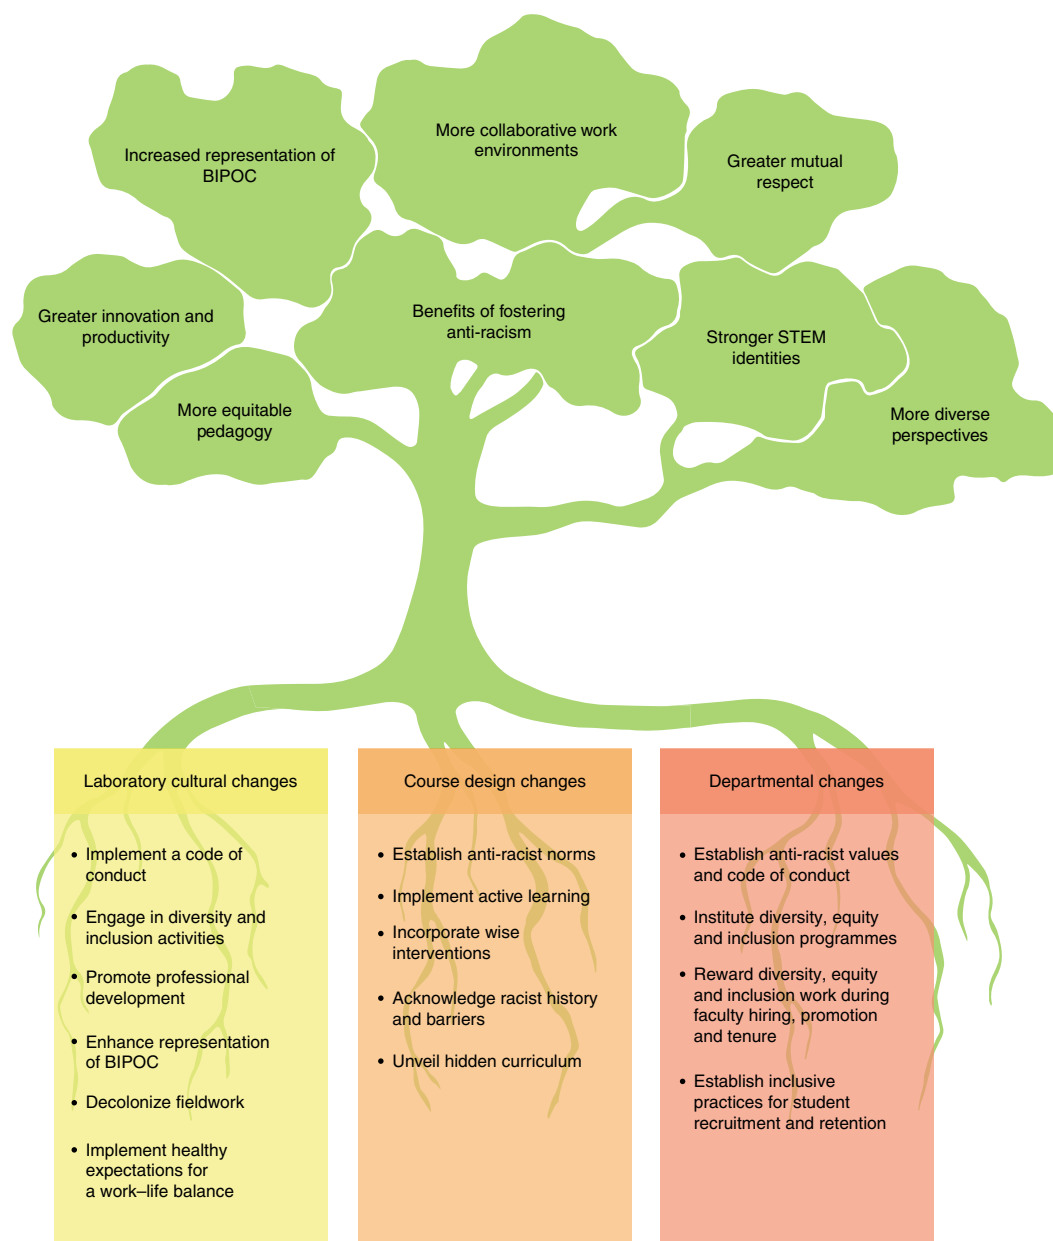 More collaborative work
environments
Increased representation of
BIPOC
Greater mutual
respect
Greater innovation and
productivity
Benefits of fostering
anti-racism
Stronger STEM
identities
More equitable
pedagogy
More diverse
perspectives
Laboratory cultural changes
• Implement a code of
conduct
• Engage in diversity and
inclusion activities
• Promote professional
development
• Enhance representation
of BIPOC
• Decolonize fieldwork
• Implement healthy
expectations for
a work–life balance
Course design changes
• Establish anti-racist norms
• Implement active learning
• Incorporate wise
interventions
• Acknowledge racist history
and barriers
• Unveil hidden curriculum
Departmental changes
• Establish anti-racist values
and code of conduct
• Institute diversity, equity
and inclusion programmes
• Reward diversity, equity
and inclusion work during
faculty hiring, promotion
and tenure
• Establish inclusive
practices for student
recruitment and retention